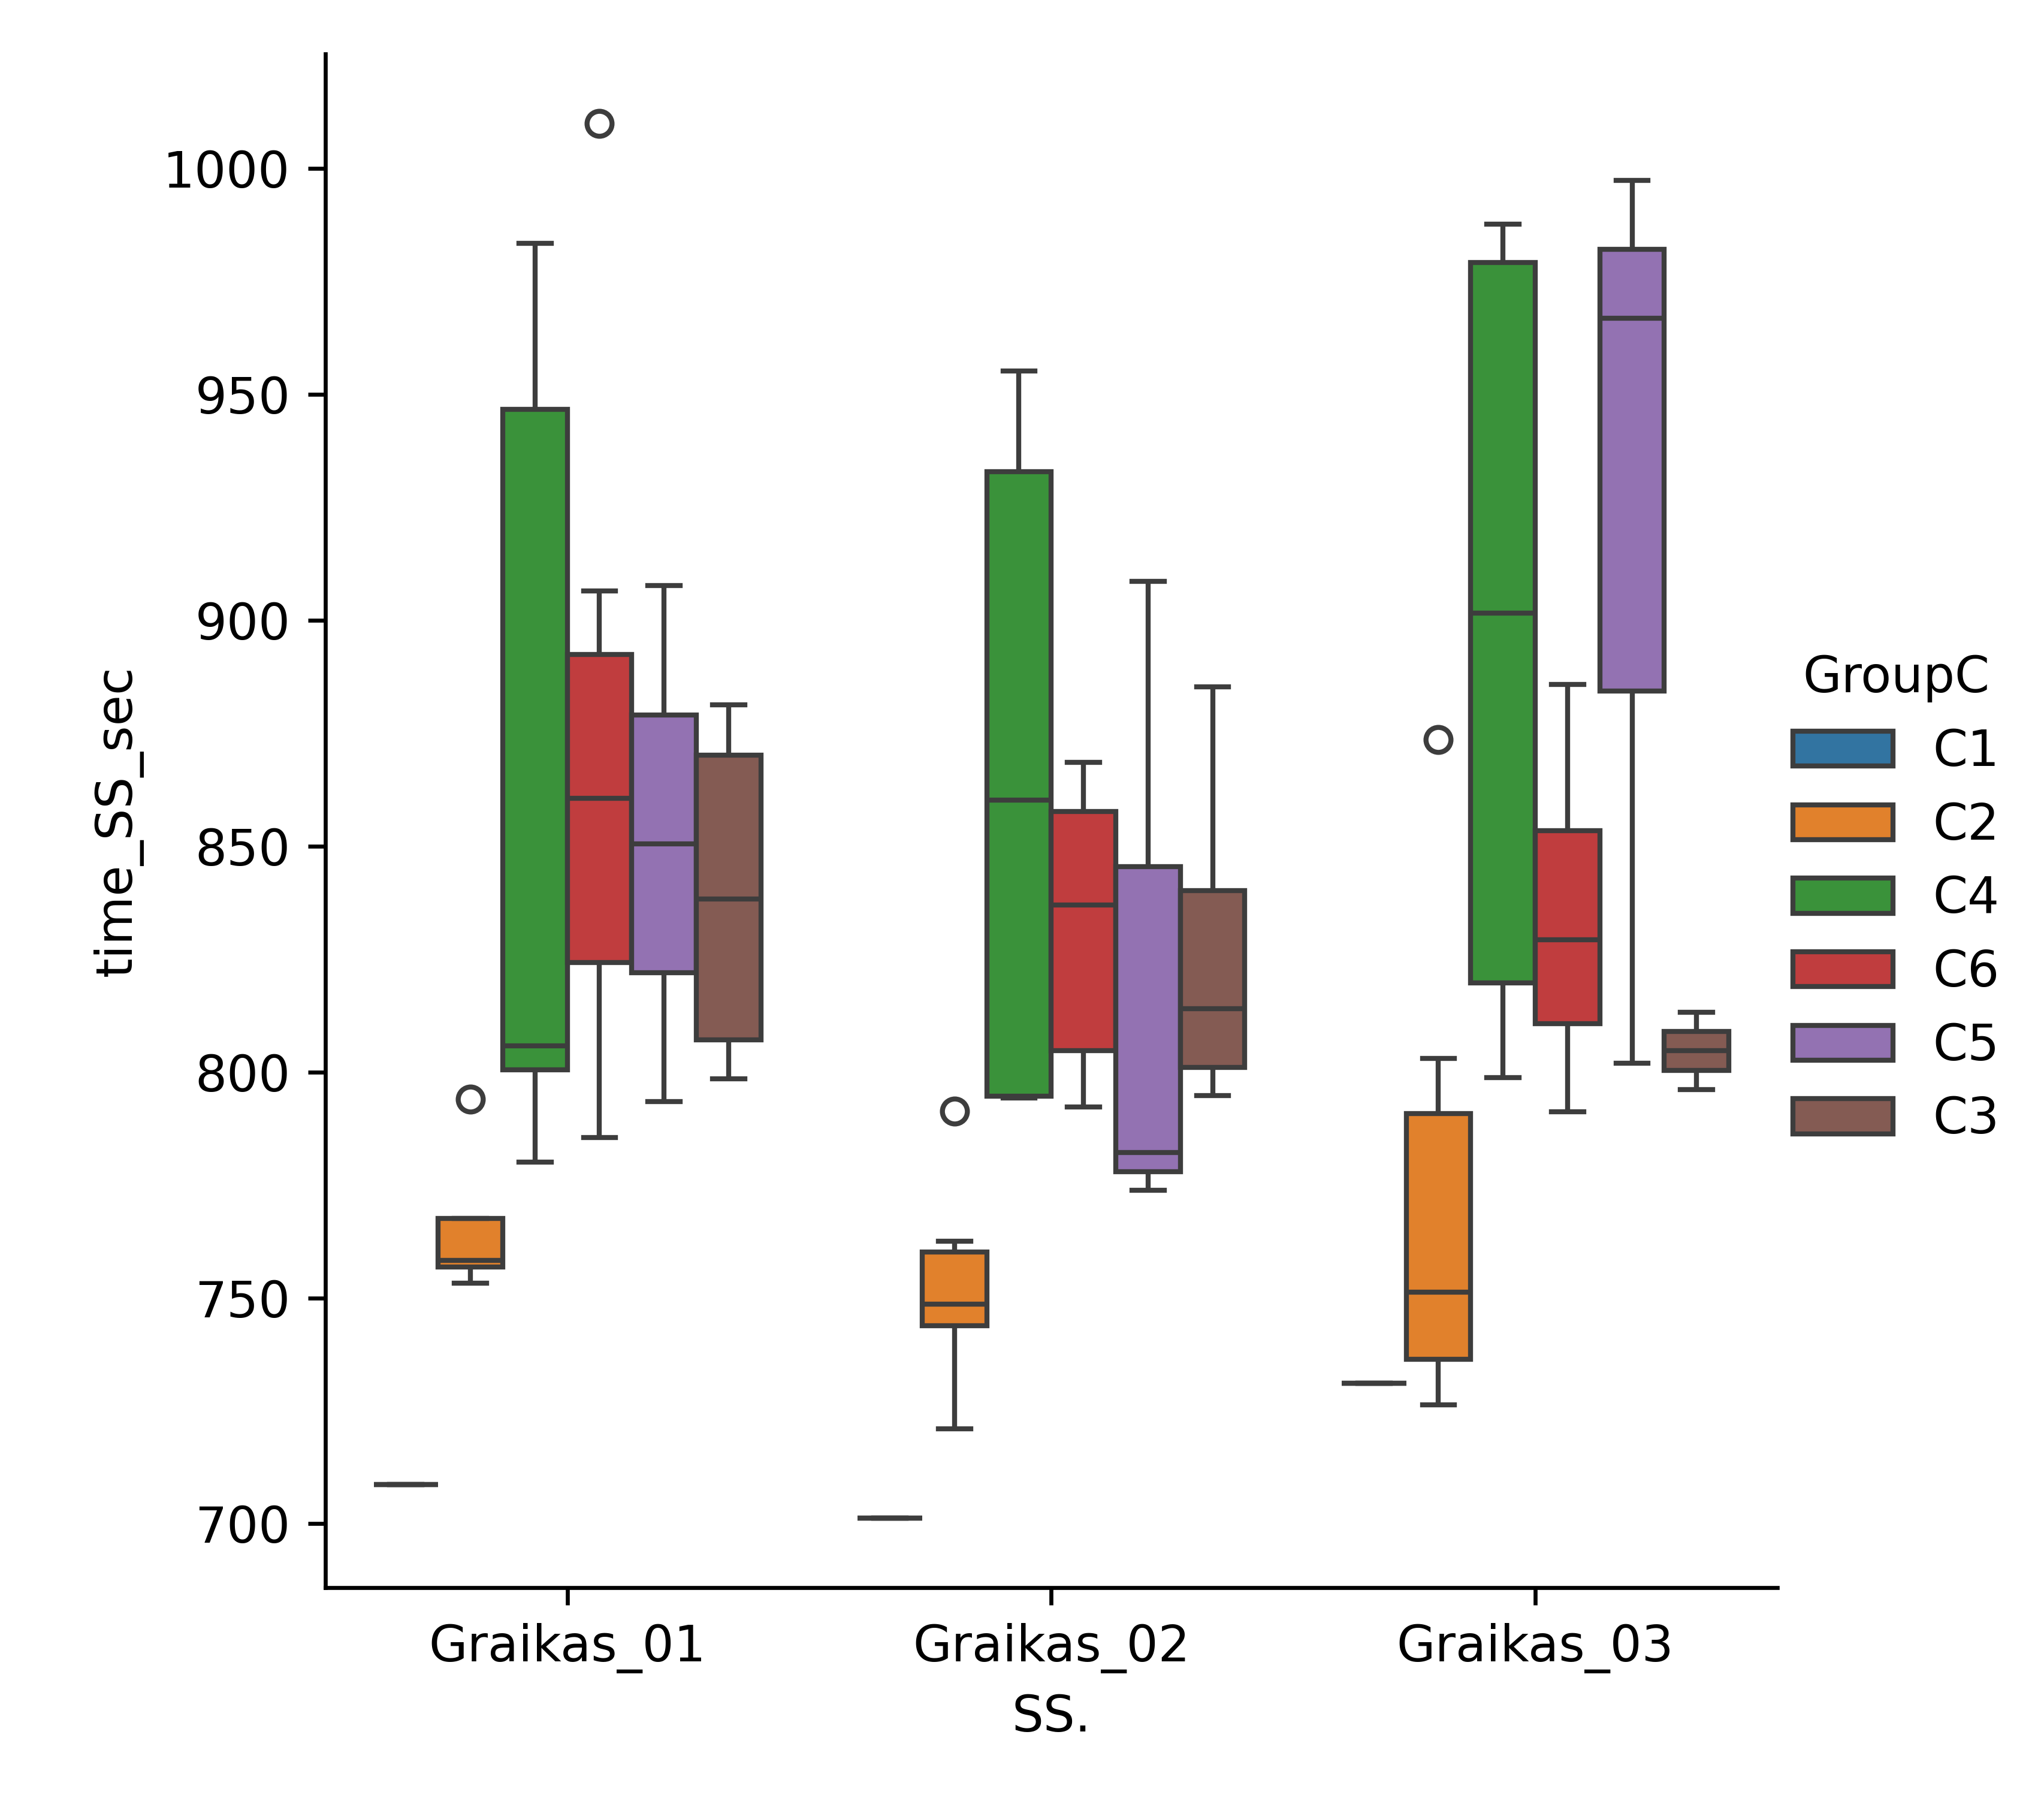 time_SS_sec
1000
950
900
850
800
750
700
Graikas_01
Graikas_02
Graikas_03
SS.
GroupC
C1
C2
C4
C6
C5
C3